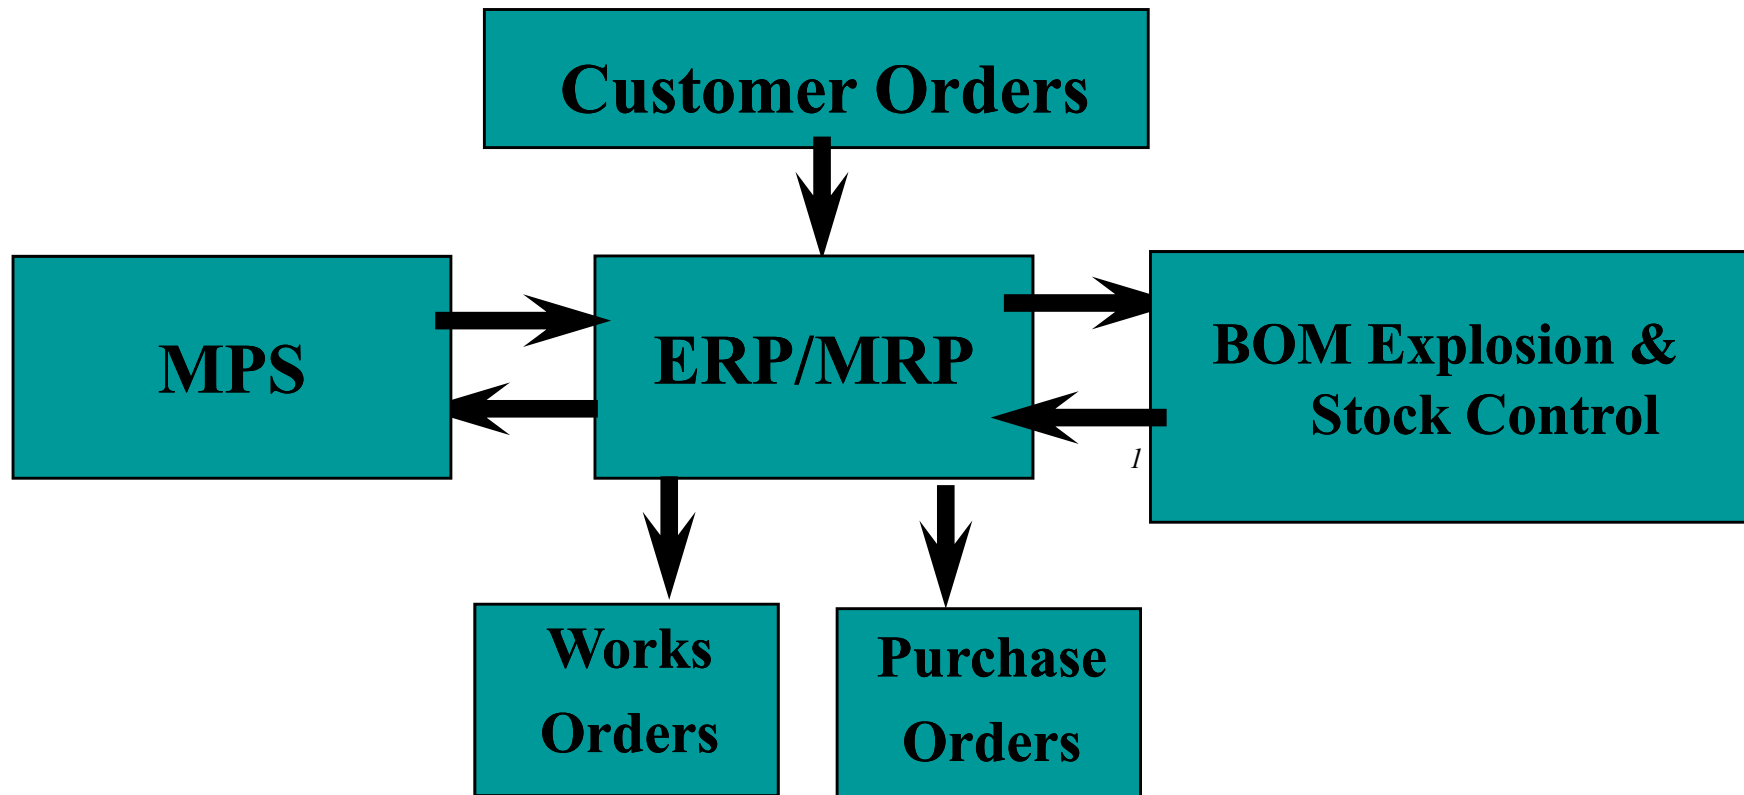 Customer Orders
MPS
ERP/MRP
BOM Explosion &
Stock Control
1
Works
Orders
Purchase
Orders